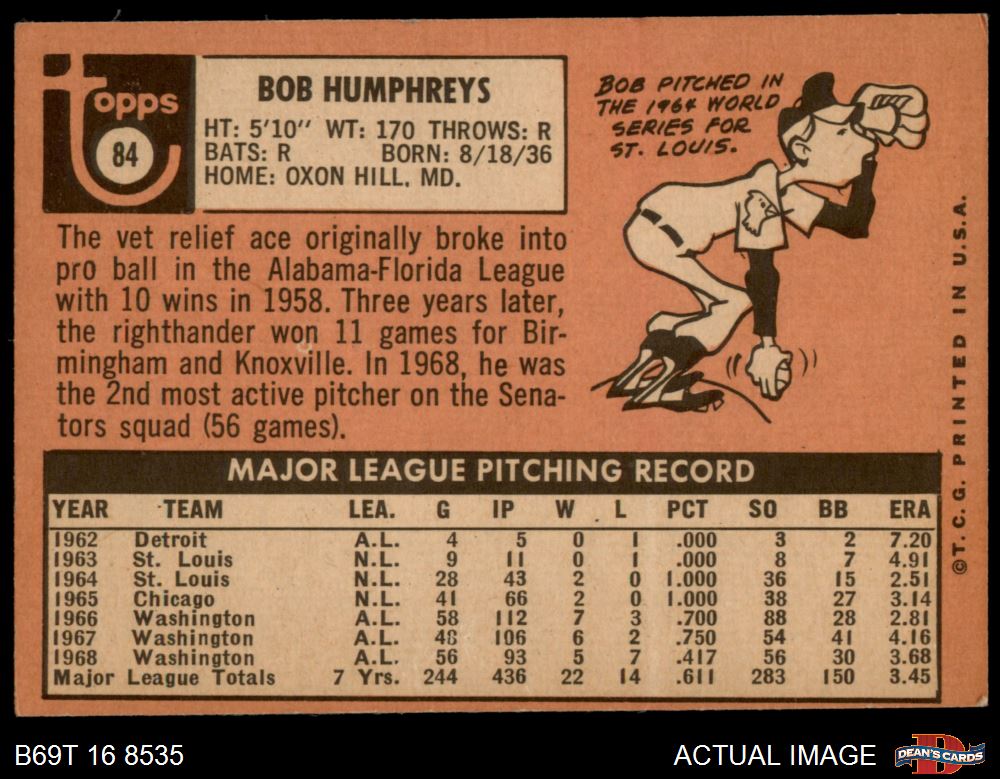 Topps
84
BOB HUMPHREYS
HT: 5'10" WT: 170 THROWS: R
BATS: R BORN: 8/18/36
HOME: OXON HILL, MD.
BOB PITCHED IN
THE 1964 WORLD
SERIES FOR
ST. LOUIS.
The vet relief ace originally broke into
pro ball in the Alabama-Florida League
with 10 wins in 1958. Three years later,
the righthander won 11 games for Bir-
mingham and Knoxville. In 1968, he was
the 2nd most active pitcher on the Sena-
tors squad (56 games).
MAJOR LEAGUE PITCHING RECORD
YEAR TEAM LEA. G IP W L PCT SO BB ERA
1962 Detroit A.L. 4 5 0 1 .000 3 2 7.20
1963 St. Louis N.L. 9 11 0 1 .000 8 7 4.91
1964 St. Louis N.L. 28 43 2 0 1.000 36 15 2.51
1965 Chicago N.L. 41 66 2 0 1.000 38 27 3.14
1966 Washington A.L. 58 112 7 3 .700 88 28 2.81
1967 Washington A.L. 48 106 6 2 .750 54 41 4.16
1968 Washington A.L. 56 93 5 7 .417 56 30 3.68
Major League Totals 7 Yrs. 244 436 22 14 .611 283 150 3.45
©T. C. G. PRINTED IN U.S.A.
B69T 16 8535
ACTUAL IMAGE
D
DEAN'S CARDS